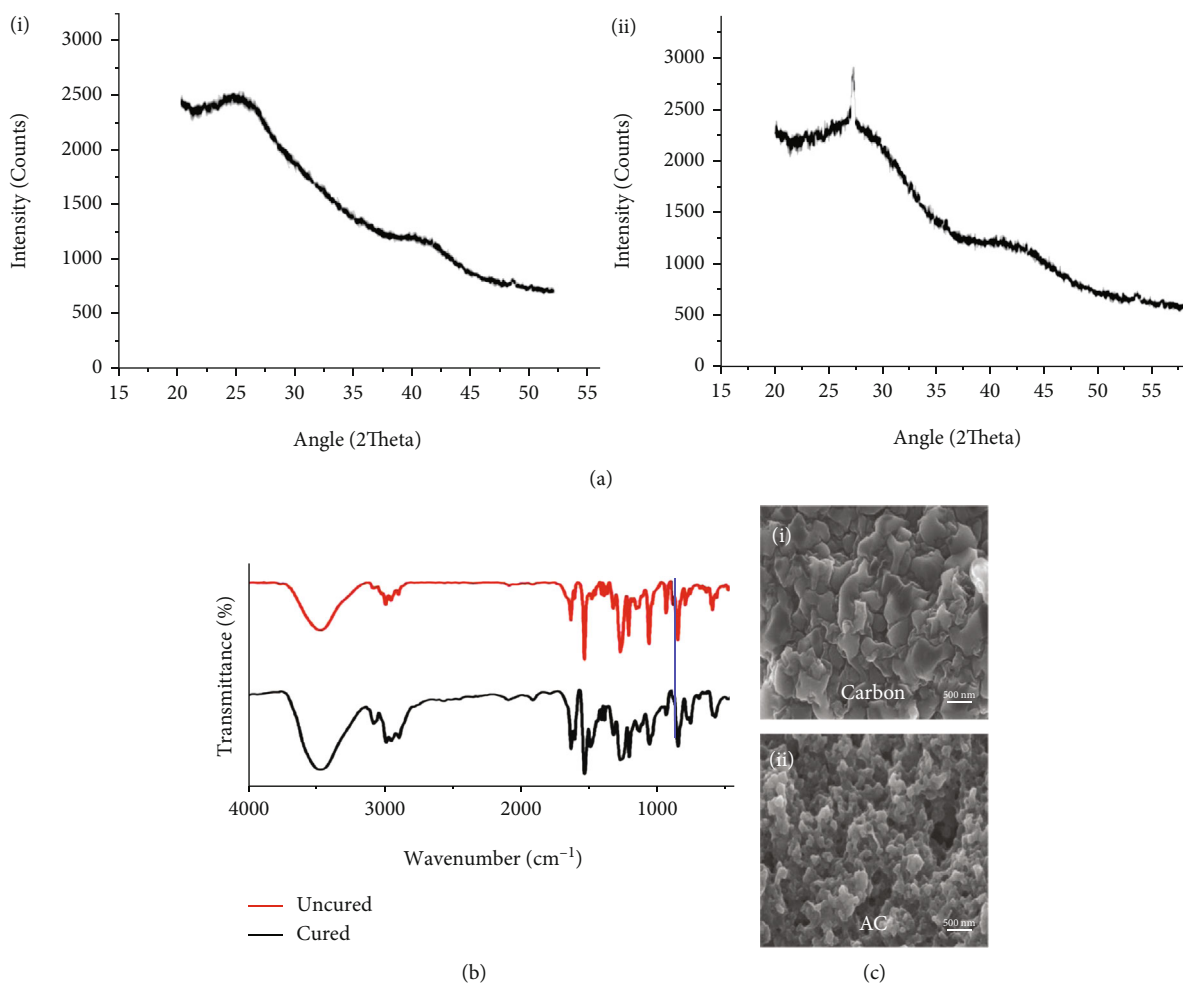 (i)
(ii)
3000
2500
2000
1500
1000
500
0
Intensity (Counts)
15 20 25 30 35 40 45 50 55
Angle (2Theta)
3000
2500
2000
1500
1000
500
0
Intensity (Counts)
15 20 25 30 35 40 45 50 55
Angle (2Theta)
(a)
Transmittance (%)
4000 3000 2000 1000
Wavenumber (cm⁻¹)
Uncured
Cured
(b)
(i)
Carbon
500 nm
(ii)
AC
500 nm
(c)